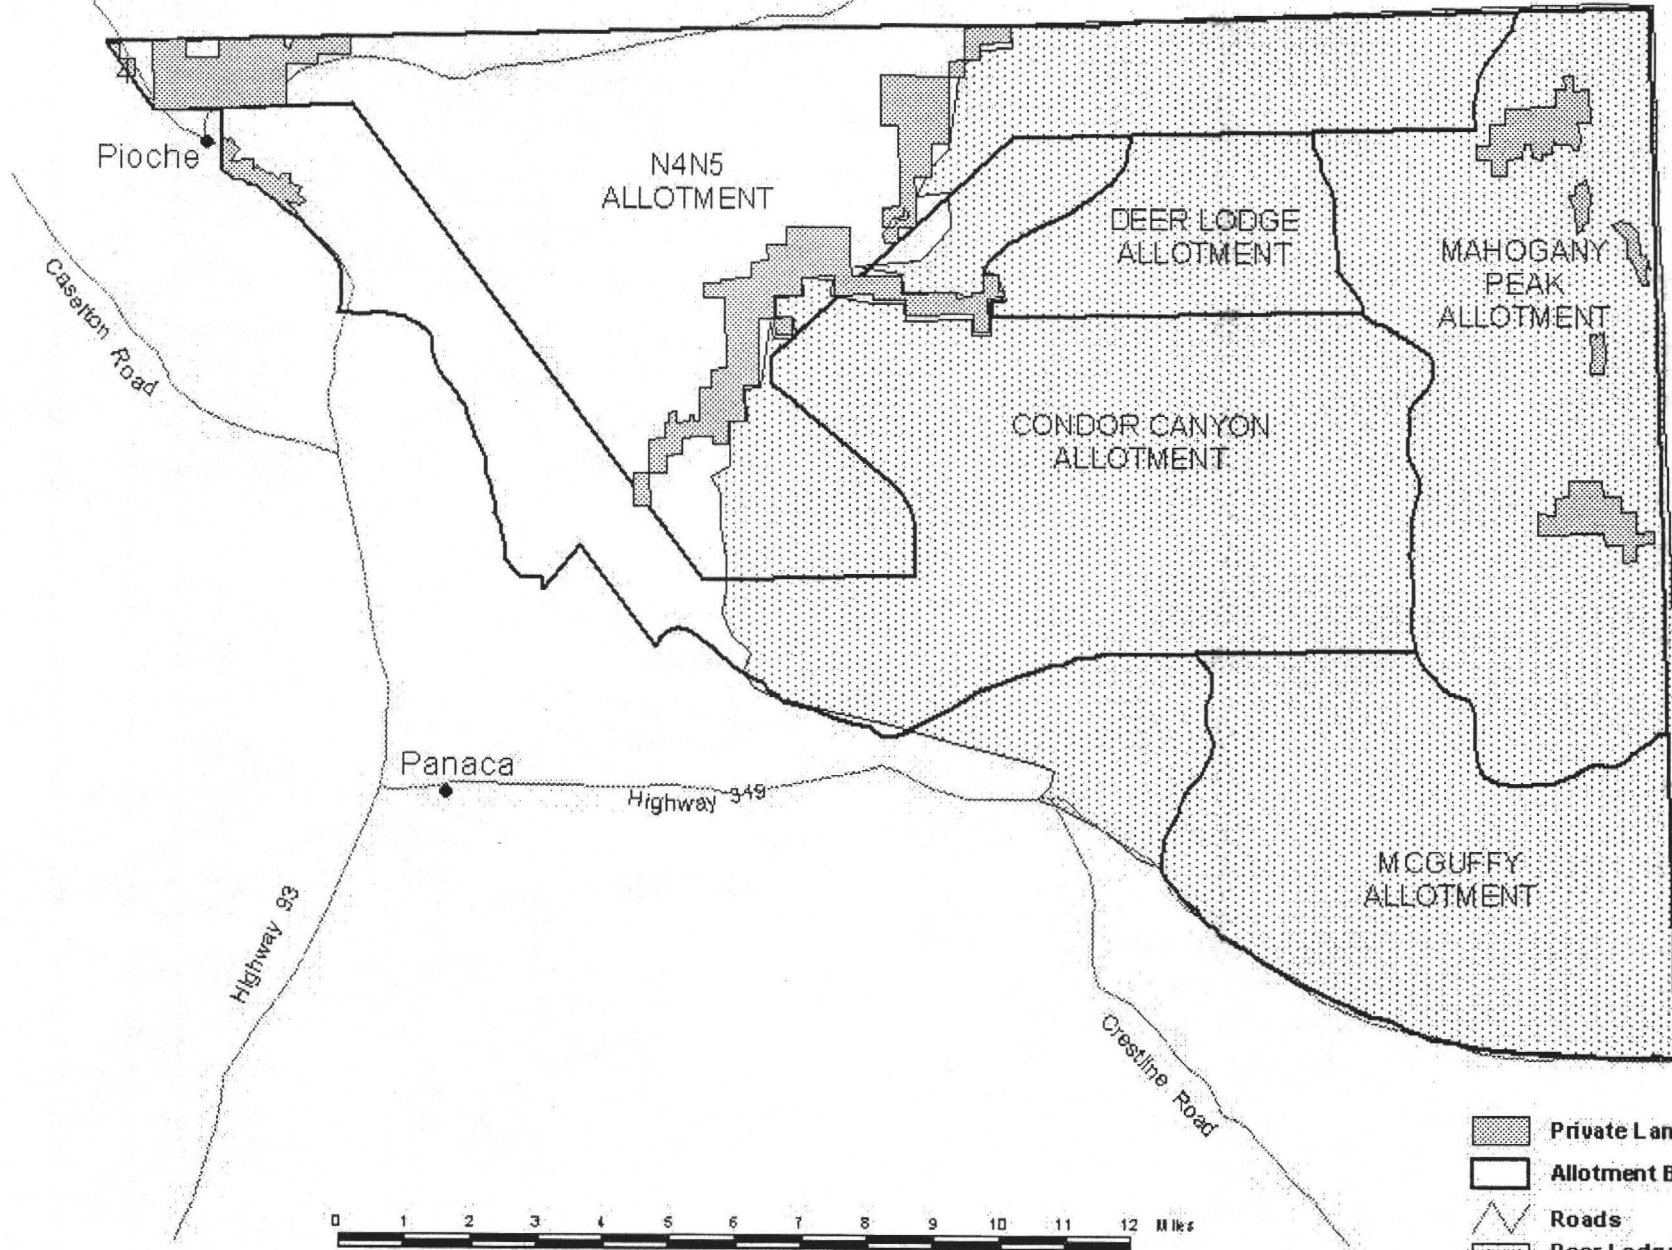 Pioche
N4N5
ALLOTMENT
DEER LODGE
ALLOTMENT
MAHOGANY
PEAK
ALLOTMENT
Caselton Road
CONDOR CANYON
ALLOTMENT
Panaca
Highway 349
MCGUFFY
ALLOTMENT
Highway 93
Crestline Road
Private Lan
Allotment B
Roads
0 1 2 3 4 5 6 7 8 9 10 11 12 Miles